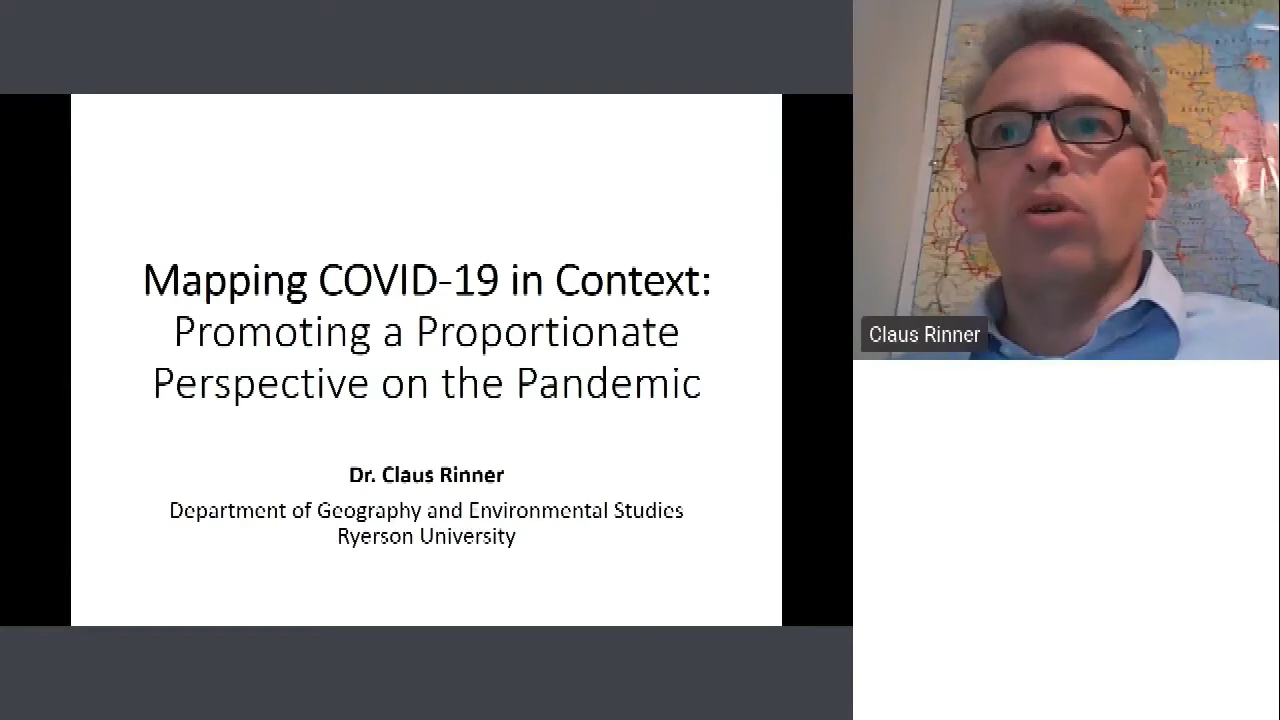 Mapping COVID-19 in Context:
Promoting a Proportionate
Perspective on the Pandemic
Dr. Claus Rinner
Department of Geography and Environmental Studies
Ryerson University
Claus Rinner